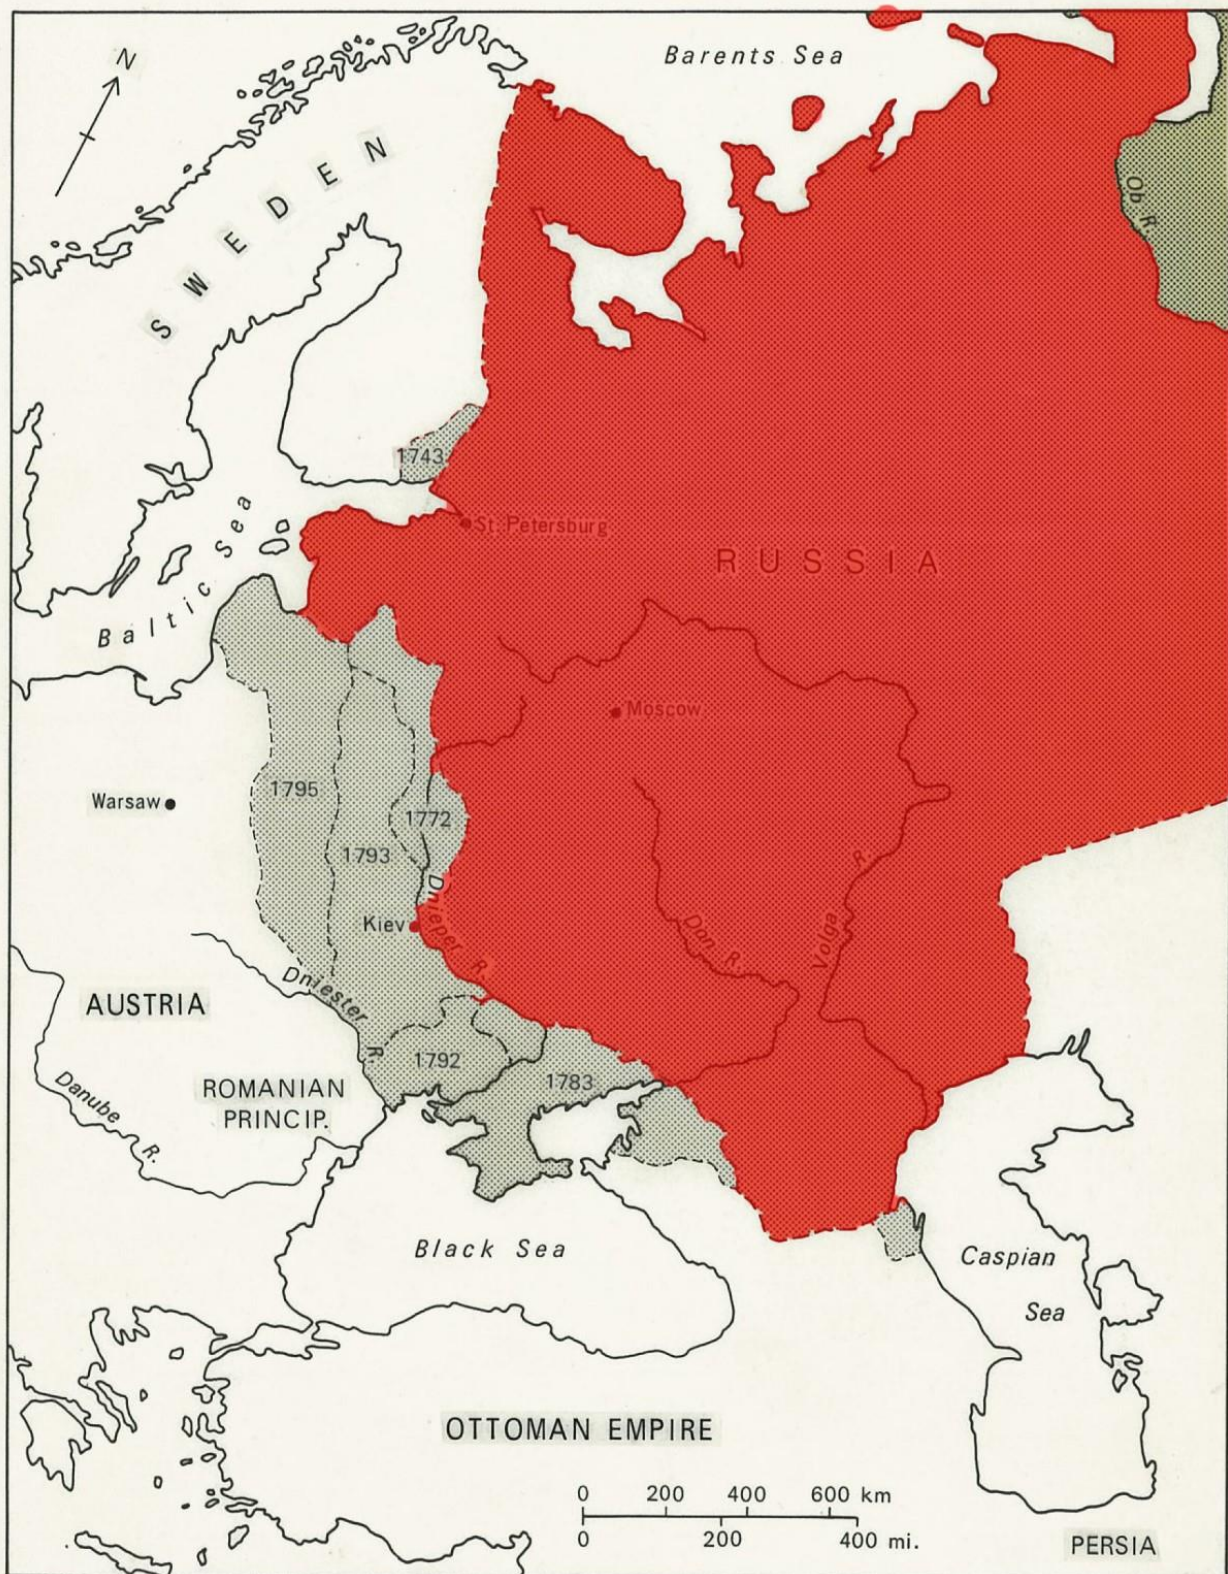 N
Barents Sea
SWEDEN
Ob R.
1743
St. Petersburg
RUSSIA
Baltic Sea
Moscow
1795
Warsaw
1772
1793
Dnieper R.
Kiev
Don R.
Volga R.
Dniester R.
AUSTRIA
1792
1783
ROMANIAN
PRINCIP.
Danube R.
Black Sea
Caspian
Sea
OTTOMAN EMPIRE
0 200 400 600 km
0 200 400 mi.
PERSIA